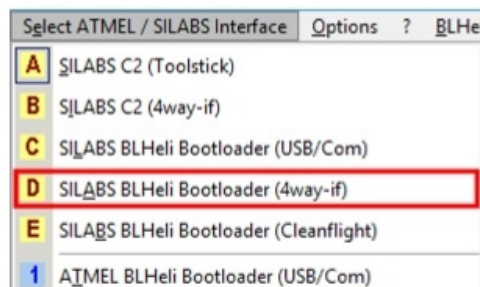 Select ATMEL / SILABS Interface Options ? BLHe
A SILABS C2 (Toolstick)
B SILABS C2 (4way-if)
C SILABS BLHeli Bootloader (USB/Com)
D SILABS BLHeli Bootloader (4way-if)
E SILABS BLHeli Bootloader (Cleanflight)
1 ATMEL BLHeli Bootloader (USB/Com)